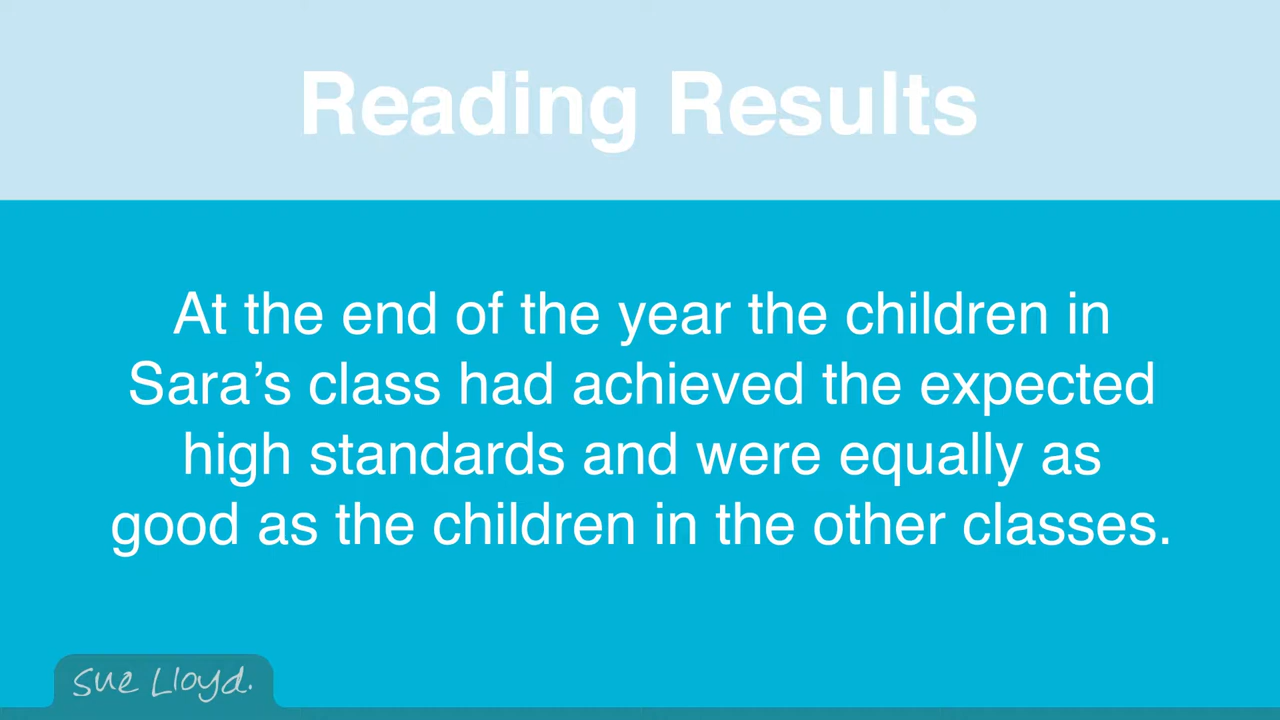 Reading Results
At the end of the year the children in
Sara’s class had achieved the expected
high standards and were equally as
good as the children in the other classes.
Sue Lloyd.